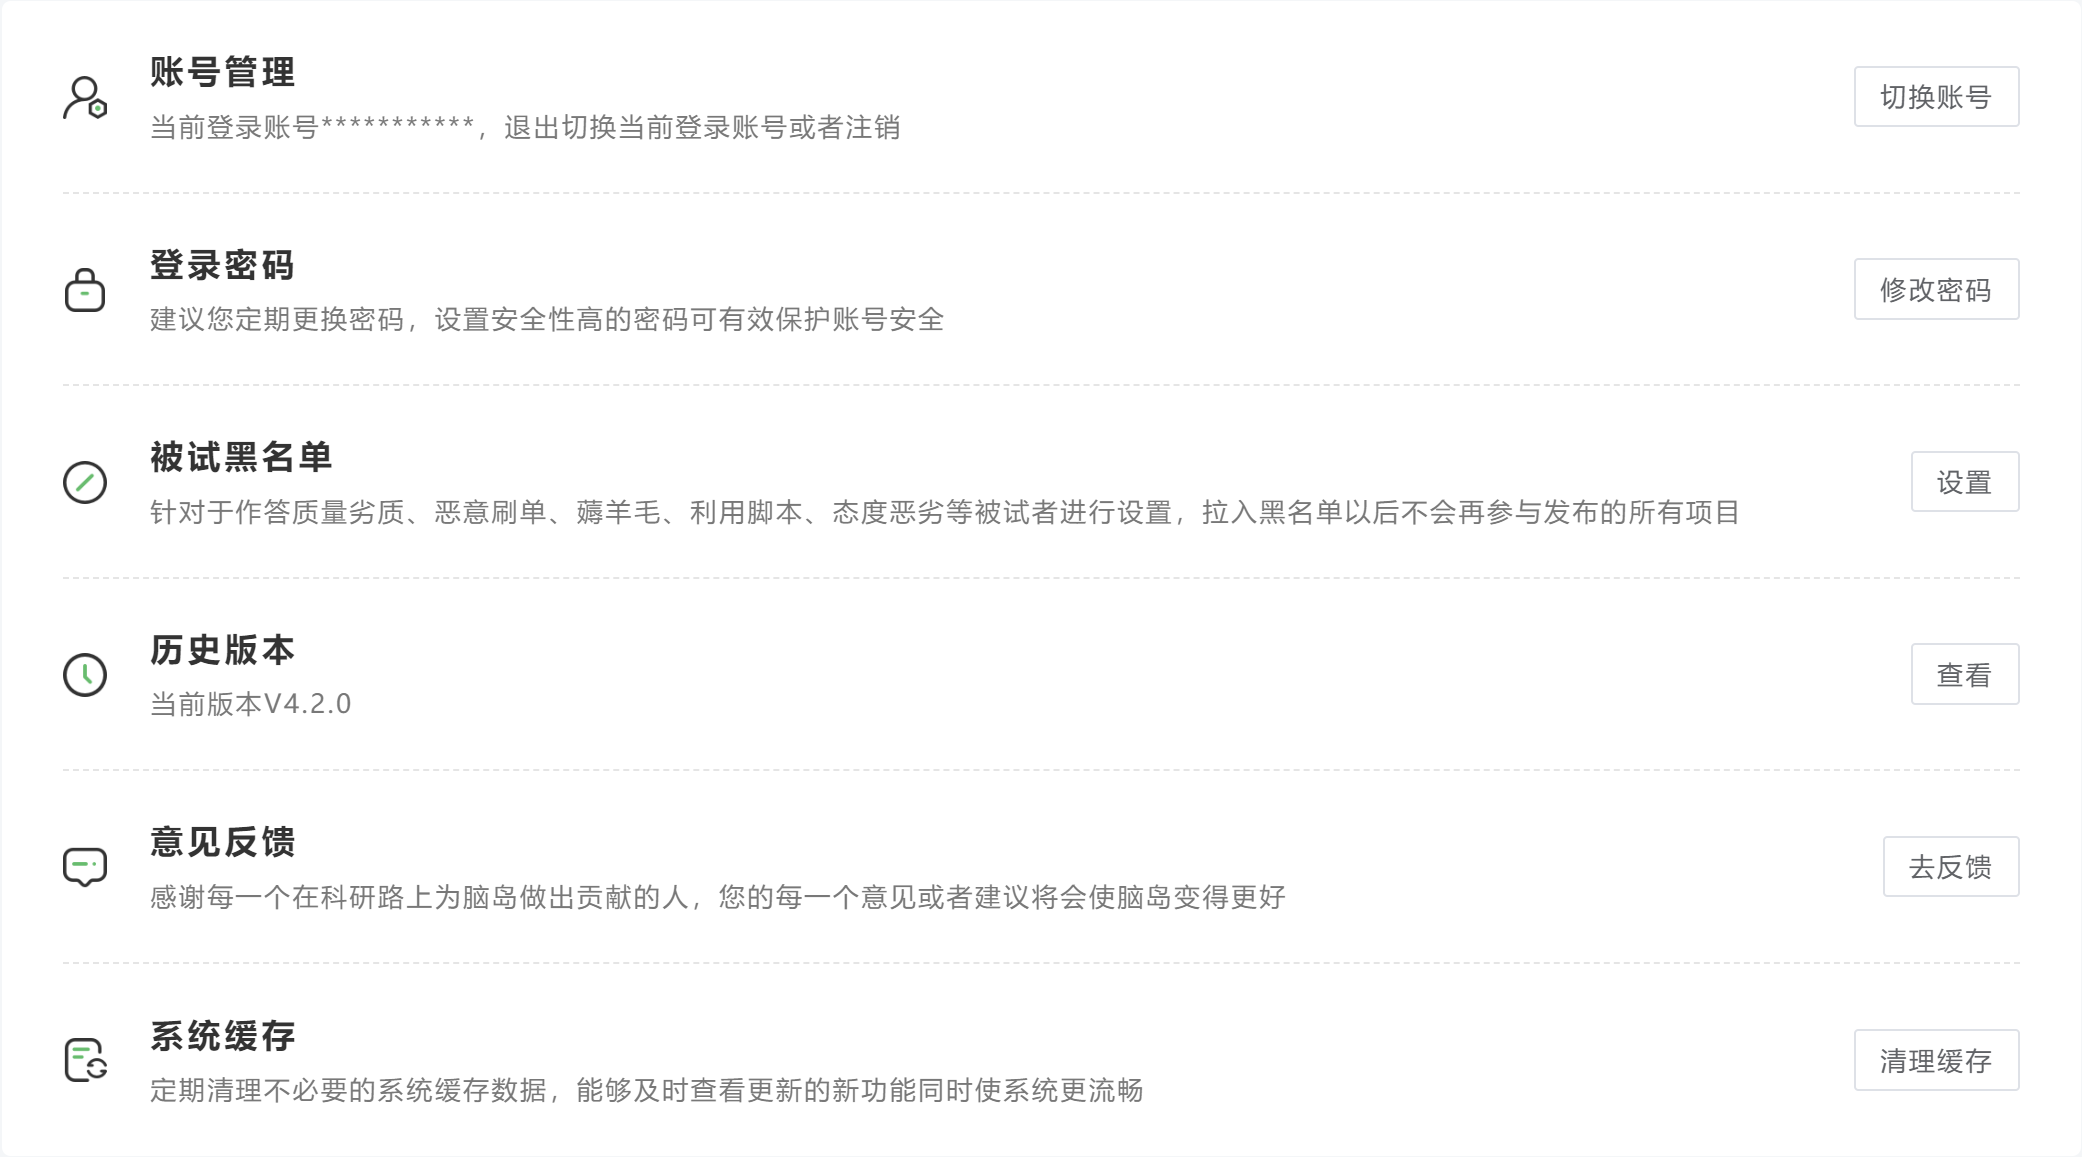 账号管理
当前登录账号***********，退出切换当前登录账号或者注销
切换账号
登录密码
建议您定期更换密码，设置安全性高的密码可有效保护账号安全
修改密码
被试黑名单
针对于作答质量劣质、恶意刷单、薅羊毛、利用脚本、态度恶劣等被试者进行设置，拉入黑名单以后不会再参与发布的所有项目
设置
历史版本
当前版本V4.2.0
查看
意见反馈
感谢每一个在科研路上为脑岛做出贡献的人，您的每一个意见或者建议将会使脑岛变得更好
去反馈
系统缓存
定期清理不必要的系统缓存数据，能够及时查看更新的新功能同时使系统更流畅
清理缓存